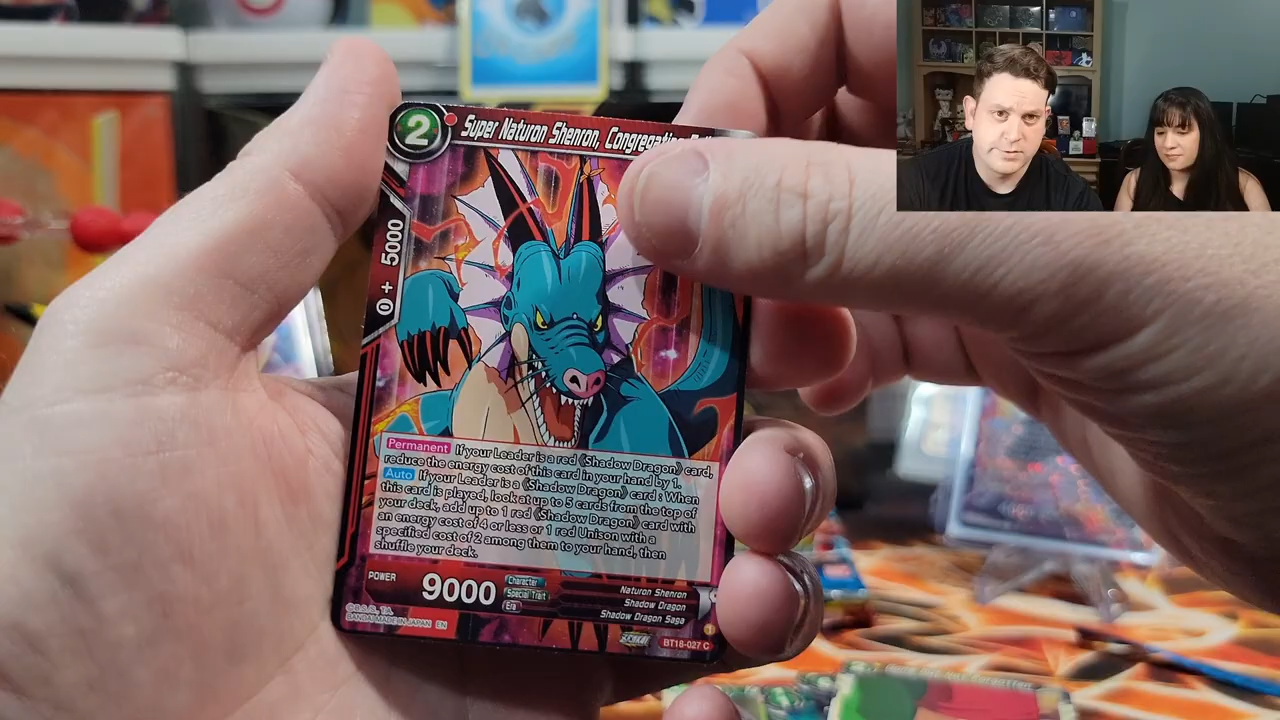 2
Super Naturon Shenron, Congregating
0 + 5000
Permanent If your Leader is a red 《Shadow Dragon》 card,
reduce the energy cost of this card in your hand by 1.
Auto If your Leader is a 《Shadow Dragon》 card : When
this card is played, look at up to 5 cards from the top of
your deck, add up to 1 red 《Shadow Dragon》 card with
an energy cost of 4 or less or 1 red Unison with a
specified cost of 2 among them to your hand, then
shuffle your deck.
POWER 9000
Character Naturon Shenron
Special Trait Shadow Dragon
Era Shadow Dragon Saga
©B.S./S., T.A.
BANDAI MADE IN JAPAN EN
BT18-027 C